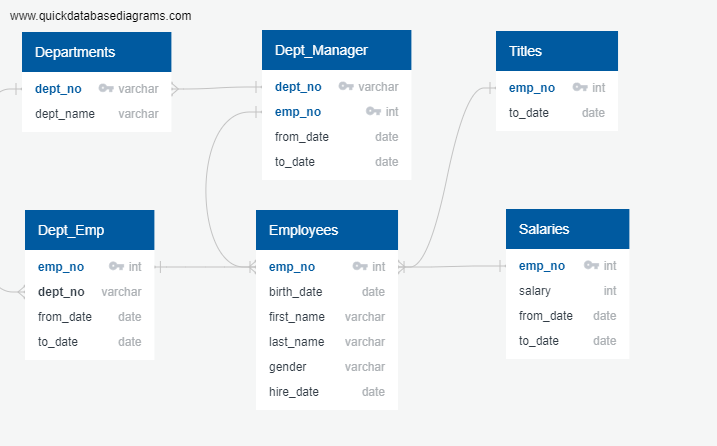 www.quickdatabasediagrams.com
Departments
dept_no varchar
dept_name varchar
Dept_Manager
dept_no varchar
emp_no int
from_date date
to_date date
Titles
emp_no int
to_date date
Dept_Emp
emp_no int
dept_no varchar
from_date date
to_date date
Employees
emp_no int
birth_date date
first_name varchar
last_name varchar
gender varchar
hire_date date
Salaries
emp_no int
salary int
from_date date
to_date date